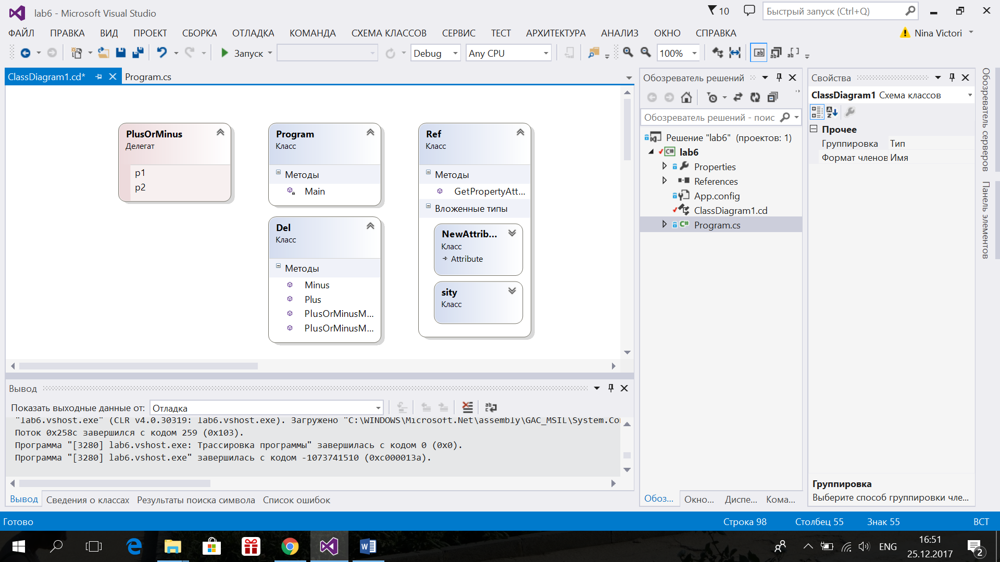 lab6 - Microsoft Visual Studio
10
Быстрый запуск (Ctrl+Q)
ФАЙЛ ПРАВКА ВИД ПРОЕКТ СБОРКА ОТЛАДКА КОМАНДА СХЕМА КЛАССОВ СЕРВИС ТЕСТ АРХИТЕКТУРА АНАЛИЗ ОКНО СПРАВКА
Nina Victori
Запуск
Debug
Any CPU
100%
ClassDiagram1.cd*
Program.cs
PlusOrMinus
Делегат
p1
p2
Program
Класс
Методы
Main
Del
Класс
Методы
Minus
Plus
PlusOrMinusM...
PlusOrMinusM...
Ref
Класс
Методы
GetPropertyAtt...
Вложенные типы
NewAttrib...
Класс
Attribute
sity
Класс
Вывод
Показать выходные данные от: Отладка
"lab6.vshost.exe" (CLR v4.0.30319: lab6.vshost.exe). Загружено "C:\WINDOWS\Microsoft.Net\assembly\GAC_MSIL\System.Co
Поток 0x258c завершился с кодом 259 (0x103).
Программа "[3280] lab6.vshost.exe: Трассировка программы" завершилась с кодом 0 (0x0).
Программа "[3280] lab6.vshost.exe" завершилась с кодом -1073741510 (0xc000013a).
Вывод Сведения о классах Результаты поиска символа Список ошибок
Обозреватель решений
Обозреватель решений - поис
Решение "lab6" (проектов: 1)
lab6
Properties
References
App.config
ClassDiagram1.cd
Program.cs
Обоз... Окно... Диспе... Кома...
Свойства
ClassDiagram1 Схема классов
Прочее
Группировка Тип
Формат членов Имя
Группировка
Выберите способ группировки чле...
Обозреватель серверов
Панель элементов
Готово
Строка 98 Столбец 55 Знак 55 ВСТ
ENG
16:51
25.12.2017
2